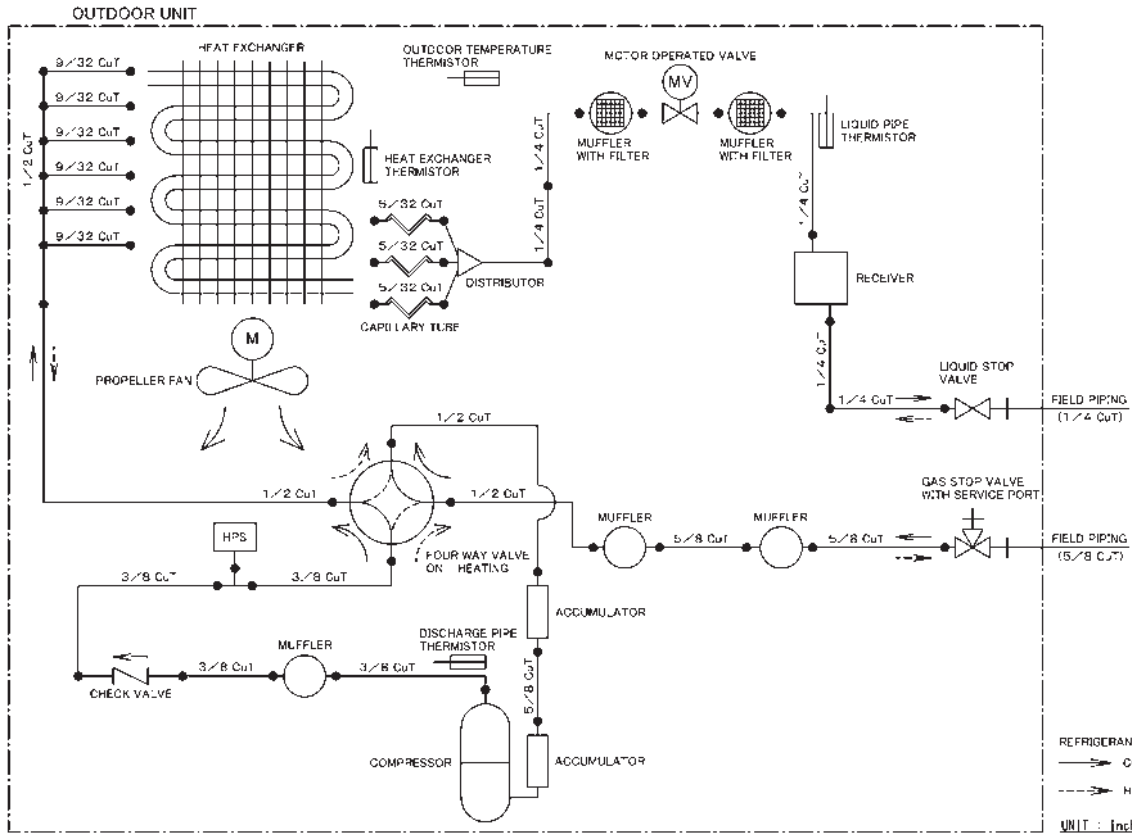 OUTDOOR UNIT
HEAT EXCHANGER
OUTDOOR TEMPERATURE
THERMISTOR
MOTOR OPERATED VALVE
MV
9/32 CuT
9/32 CuT
9/32 CuT
9/32 CuT
9/32 CuT
9/32 CuT
1/2 CuT
HEAT EXCHANGER
THERMISTOR
MUFFLER
WITH FILTER
MUFFLER
WITH FILTER
LIQUID PIPE
THERMISTOR
1/4 CuT
1/4 CuT
1/4 CuT
5/32 CuT
5/32 CuT
5/32 CuT
DISTRIBUTOR
CAPILLARY TUBE
RECEIVER
1/4 CuT
M
PROPELLER FAN
LIQUID STOP
VALVE
1/4 CuT
FIELD PIPING
(1/4 CuT)
1/2 CuT
1/2 CuT
1/2 CuT
GAS STOP VALVE
WITH SERVICE PORT
MUFFLER
MUFFLER
5/8 CuT
5/8 CuT
FIELD PIPING
(5/8 CUT)
HPS
FOUR WAY VALVE
ON HEATING
3/8 CuT
3/8 CuT
ACCUMULATOR
DISCHARGE PIPE
THERMISTOR
MUFFLER
3/8 CuT
3/8 CuT
CHECK VALVE
5/8 CuT
COMPRESSOR
ACCUMULATOR
REFRIGERAN
C
H
UNIT : inc